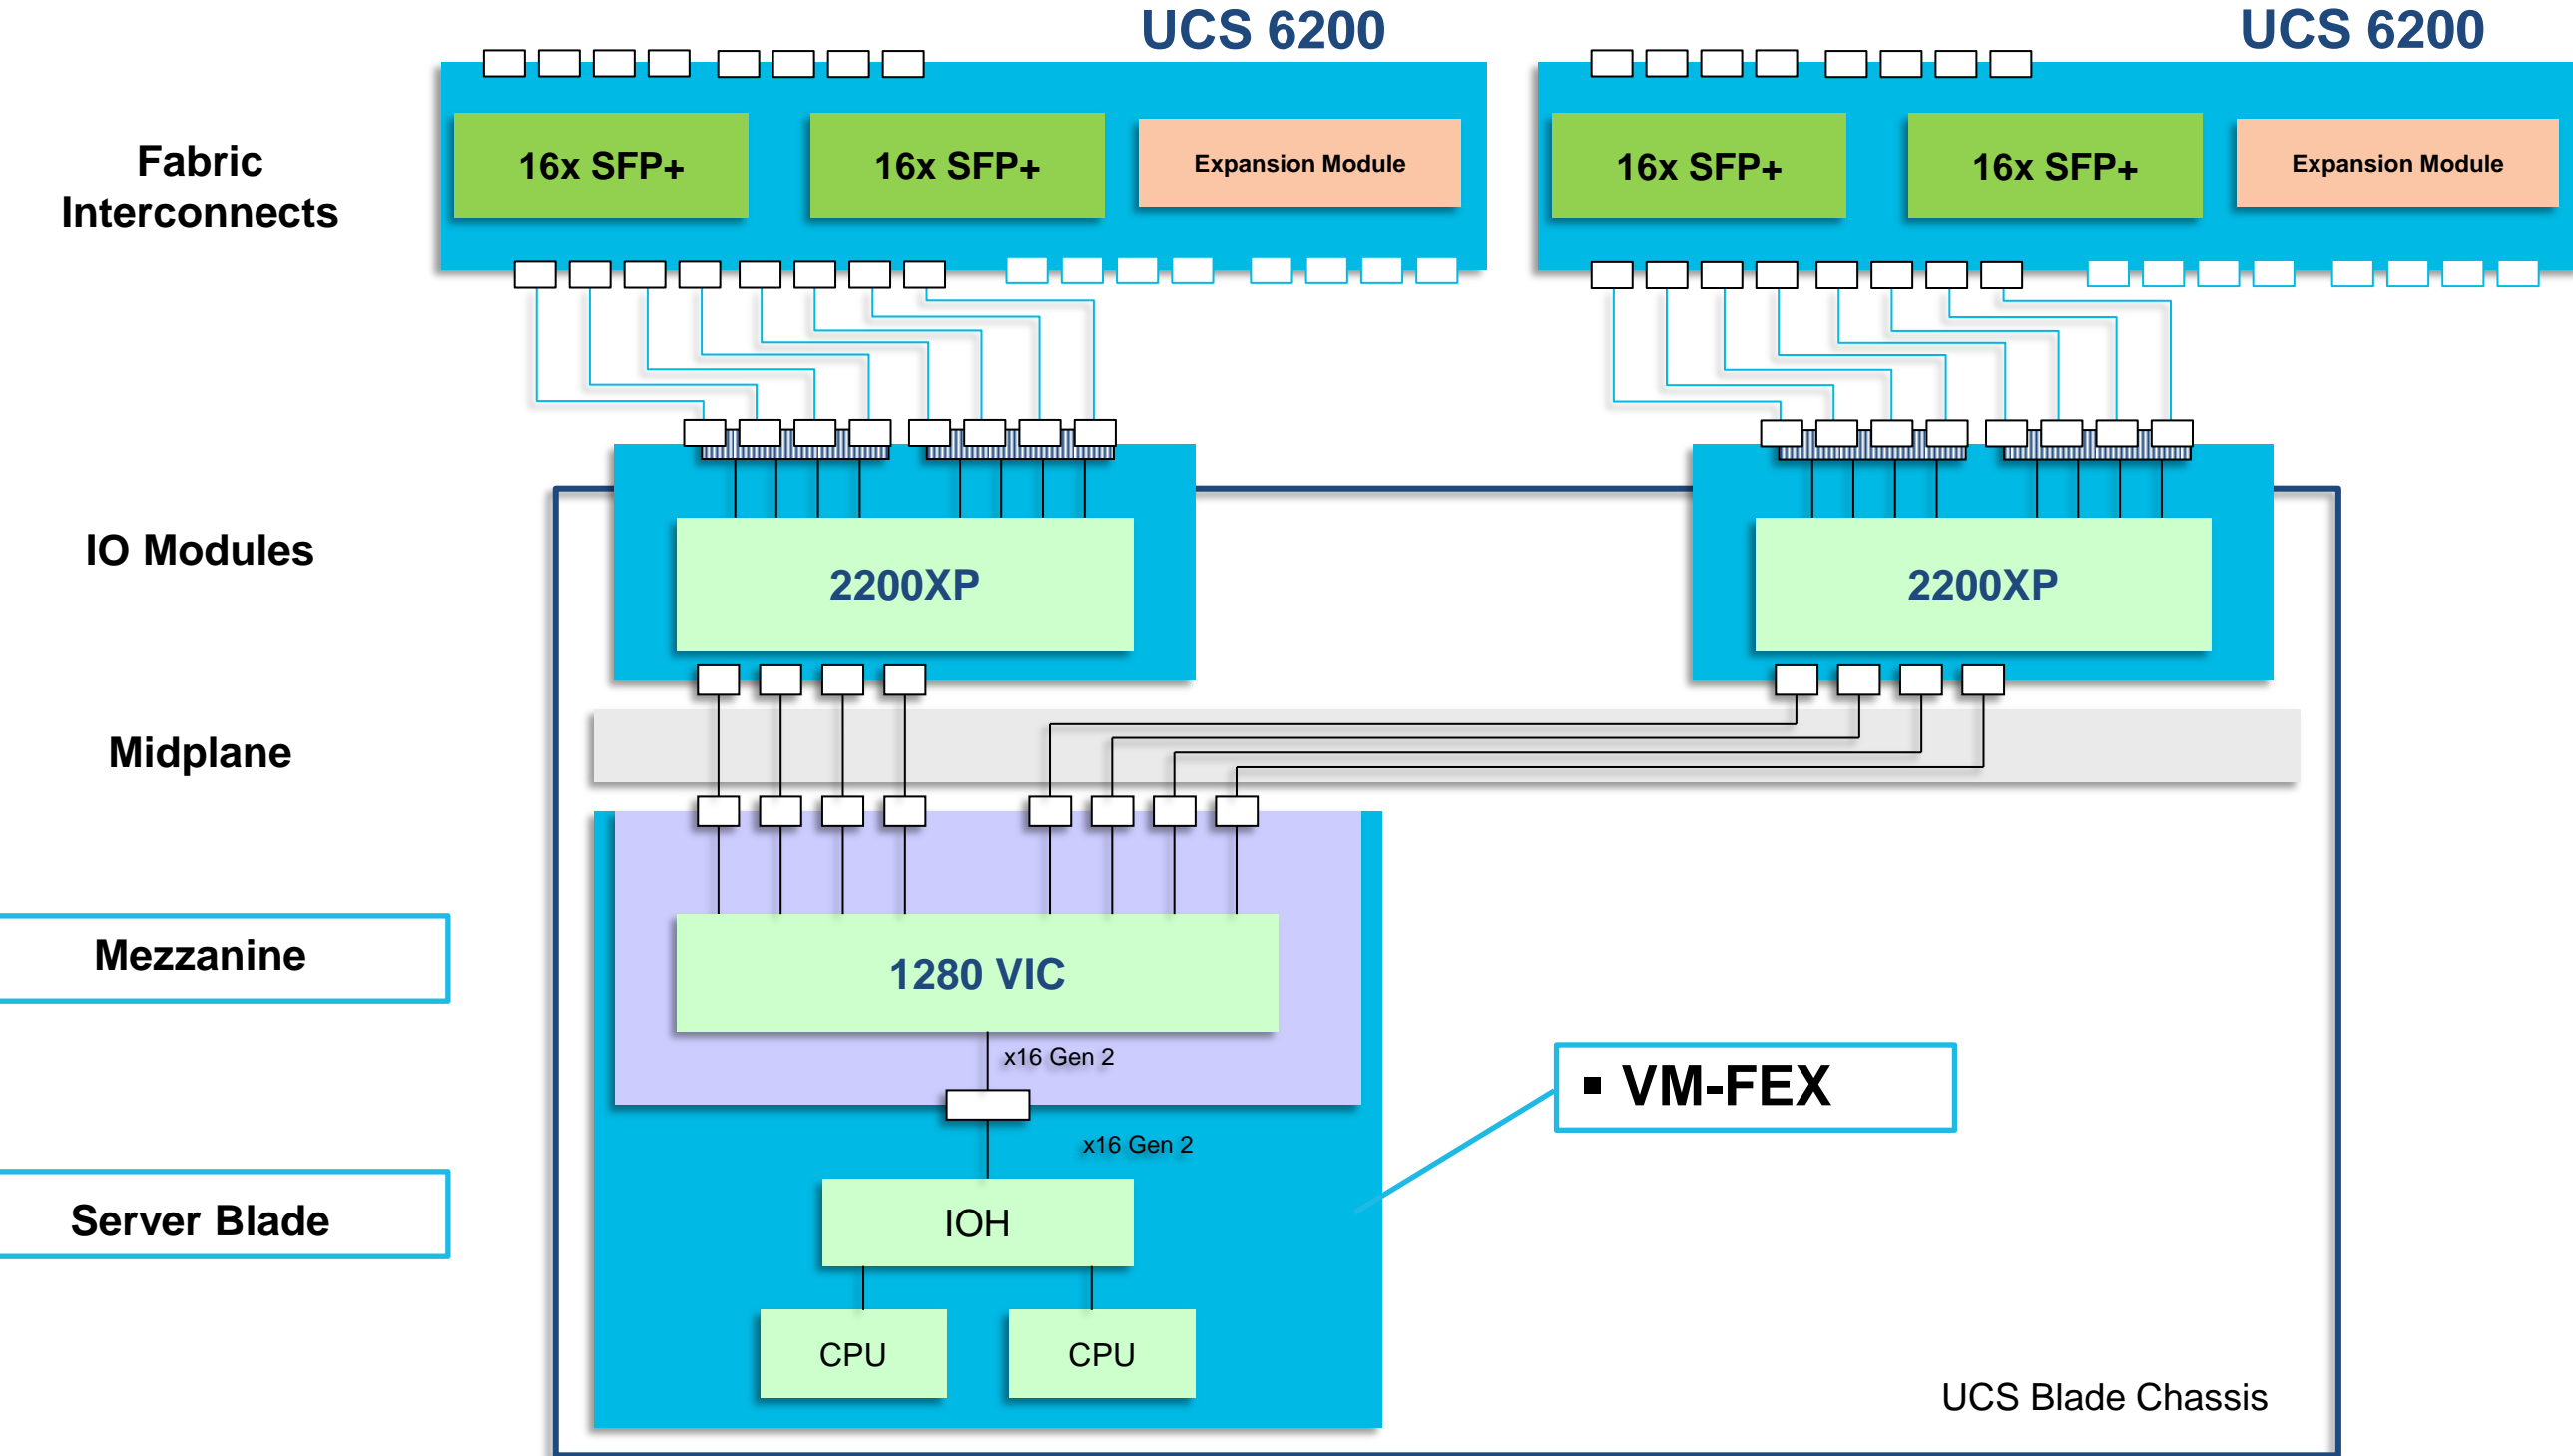 UCS 6200
UCS 6200
Fabric
Interconnects
16x SFP+
16x SFP+
Expansion Module
16x SFP+
16x SFP+
Expansion Module
IO Modules
2200XP
2200XP
Midplane
Mezzanine
1280 VIC
x16 Gen 2
▪ VM-FEX
x16 Gen 2
Server Blade
IOH
CPU
CPU
UCS Blade Chassis